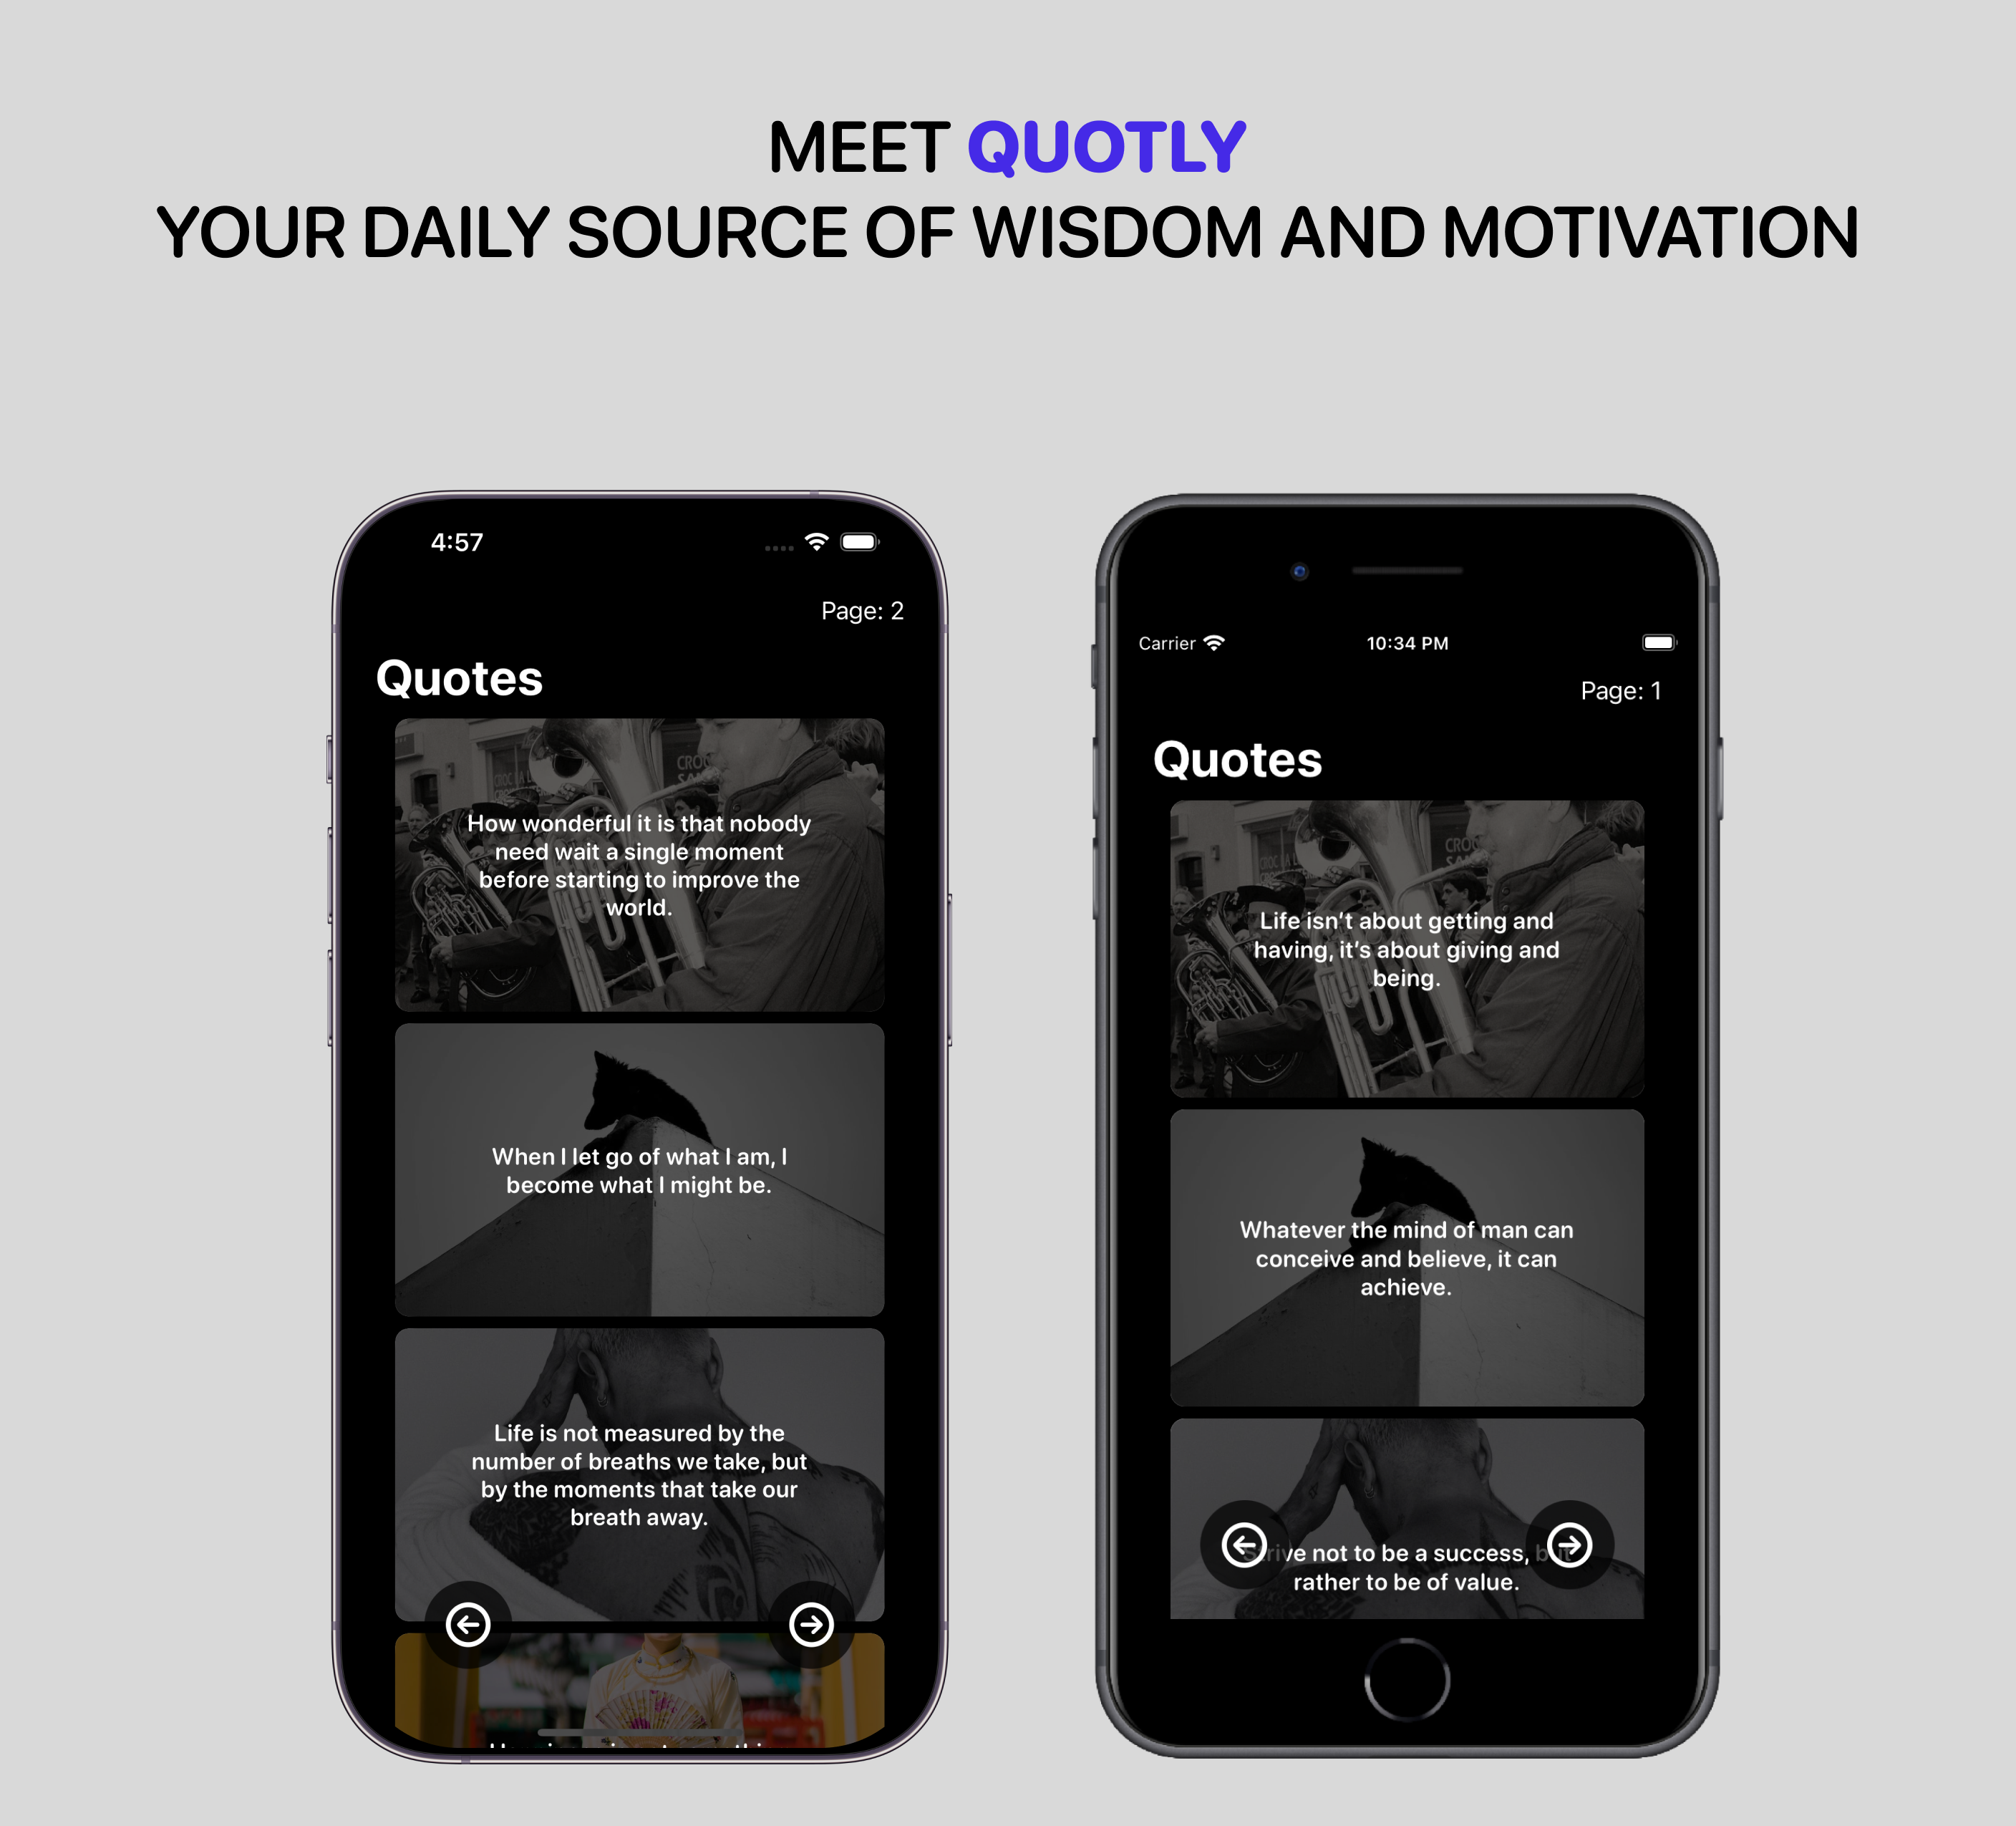 MEET QUOTLY
YOUR DAILY SOURCE OF WISDOM AND MOTIVATION
4:57
Page: 2
Quotes
CROC
How wonderful it is that nobody
need wait a single moment
before starting to improve the
world.
When I let go of what I am, I
become what I might be.
Life is not measured by the
number of breaths we take, but
by the moments that take our
breath away.
Carrier
10:34 PM
Page: 1
Quotes
CROC
Life isn't about getting and
having, it's about giving and
being.
Whatever the mind of man can
conceive and believe, it can
achieve.
Strive not to be a success, but
rather to be of value.